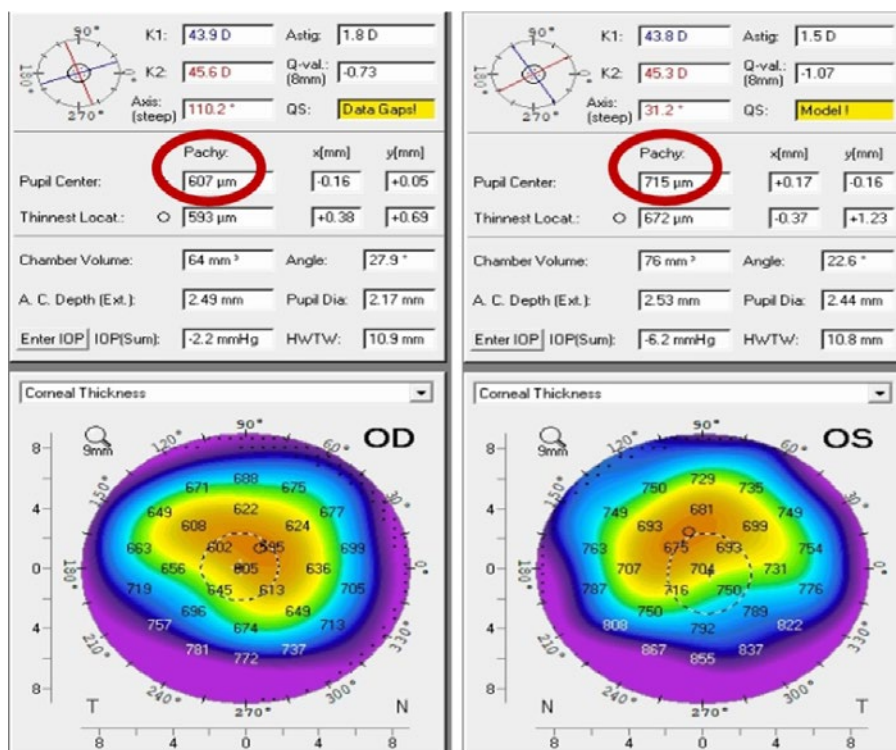 90°
180°
0°
270°
K1: 43.9 D Astig: 1.8 D
K2: 45.6 D Q-val.: (8mm) -0.73
Axis: (steep) 110.2 ° QS: Data Gaps!
Pachy: x[mm] y[mm]
Pupil Center: 607 µm -0.16 +0.05
Thinnest Locat.: 593 µm +0.38 +0.69
Chamber Volume: 64 mm³ Angle: 27.9 °
A. C. Depth (Ext.): 2.49 mm Pupil Dia: 2.17 mm
Enter IOP IOP(Sum): -2.2 mmHg HWTW: 10.9 mm
Corneal Thickness
OD
9mm
90°
120° 60°
150° 30°
180° 0°
210° 330°
240° 300°
270°
8
4
0
4
8
688
671 675
649 622 677
608 624
663 602 595 699
656 605 636
719 645 613 705
696 649
757 674 713
781 737
772
T N
8 4 0 4 8
90°
180°
0°
270°
K1: 43.8 D Astig: 1.5 D
K2: 45.3 D Q-val.: (8mm) -1.07
Axis: (steep) 31.2 ° QS: Model !
Pachy: x[mm] y[mm]
Pupil Center: 715 µm +0.17 -0.16
Thinnest Locat.: 672 µm -0.37 +1.23
Chamber Volume: 76 mm³ Angle: 22.6 °
A. C. Depth (Ext.): 2.53 mm Pupil Dia: 2.44 mm
Enter IOP IOP(Sum): -6.2 mmHg HWTW: 10.8 mm
Corneal Thickness
OS
9mm
90°
120° 60°
150° 30°
180° 0°
210° 330°
240° 300°
270°
8
4
0
4
8
729
750 735
749 681 749
693 699
763 675 693 754
707 704 731
787 716 750 776
750 789
808 792 822
867 837
855
T N
8 4 0 4 8